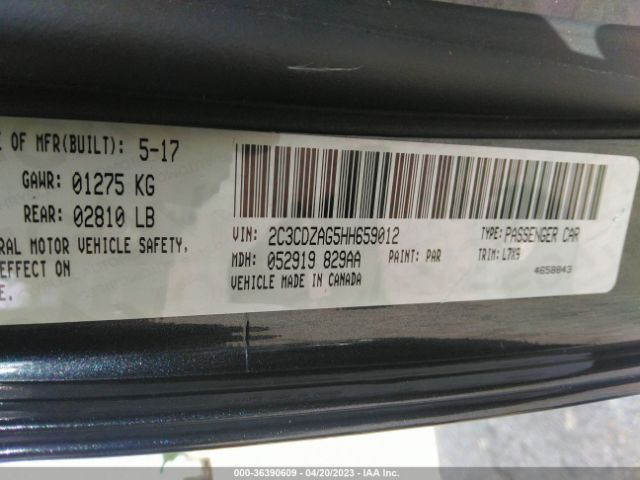 E OF MFR(BUILT): 5-17
GAWR: 01275 KG
REAR: 02810 LB
RAL MOTOR VEHICLE SAFETY,
EFFECT ON
E.
VIN: 2C3CDZAG5HH659012 TYPE: PASSENGER CAR
MDH: 052919 829AA PAINT: PAR TRIM: L7X9
VEHICLE MADE IN CANADA 4658843
000-36390609 - 04/20/2023 - IAA Inc.